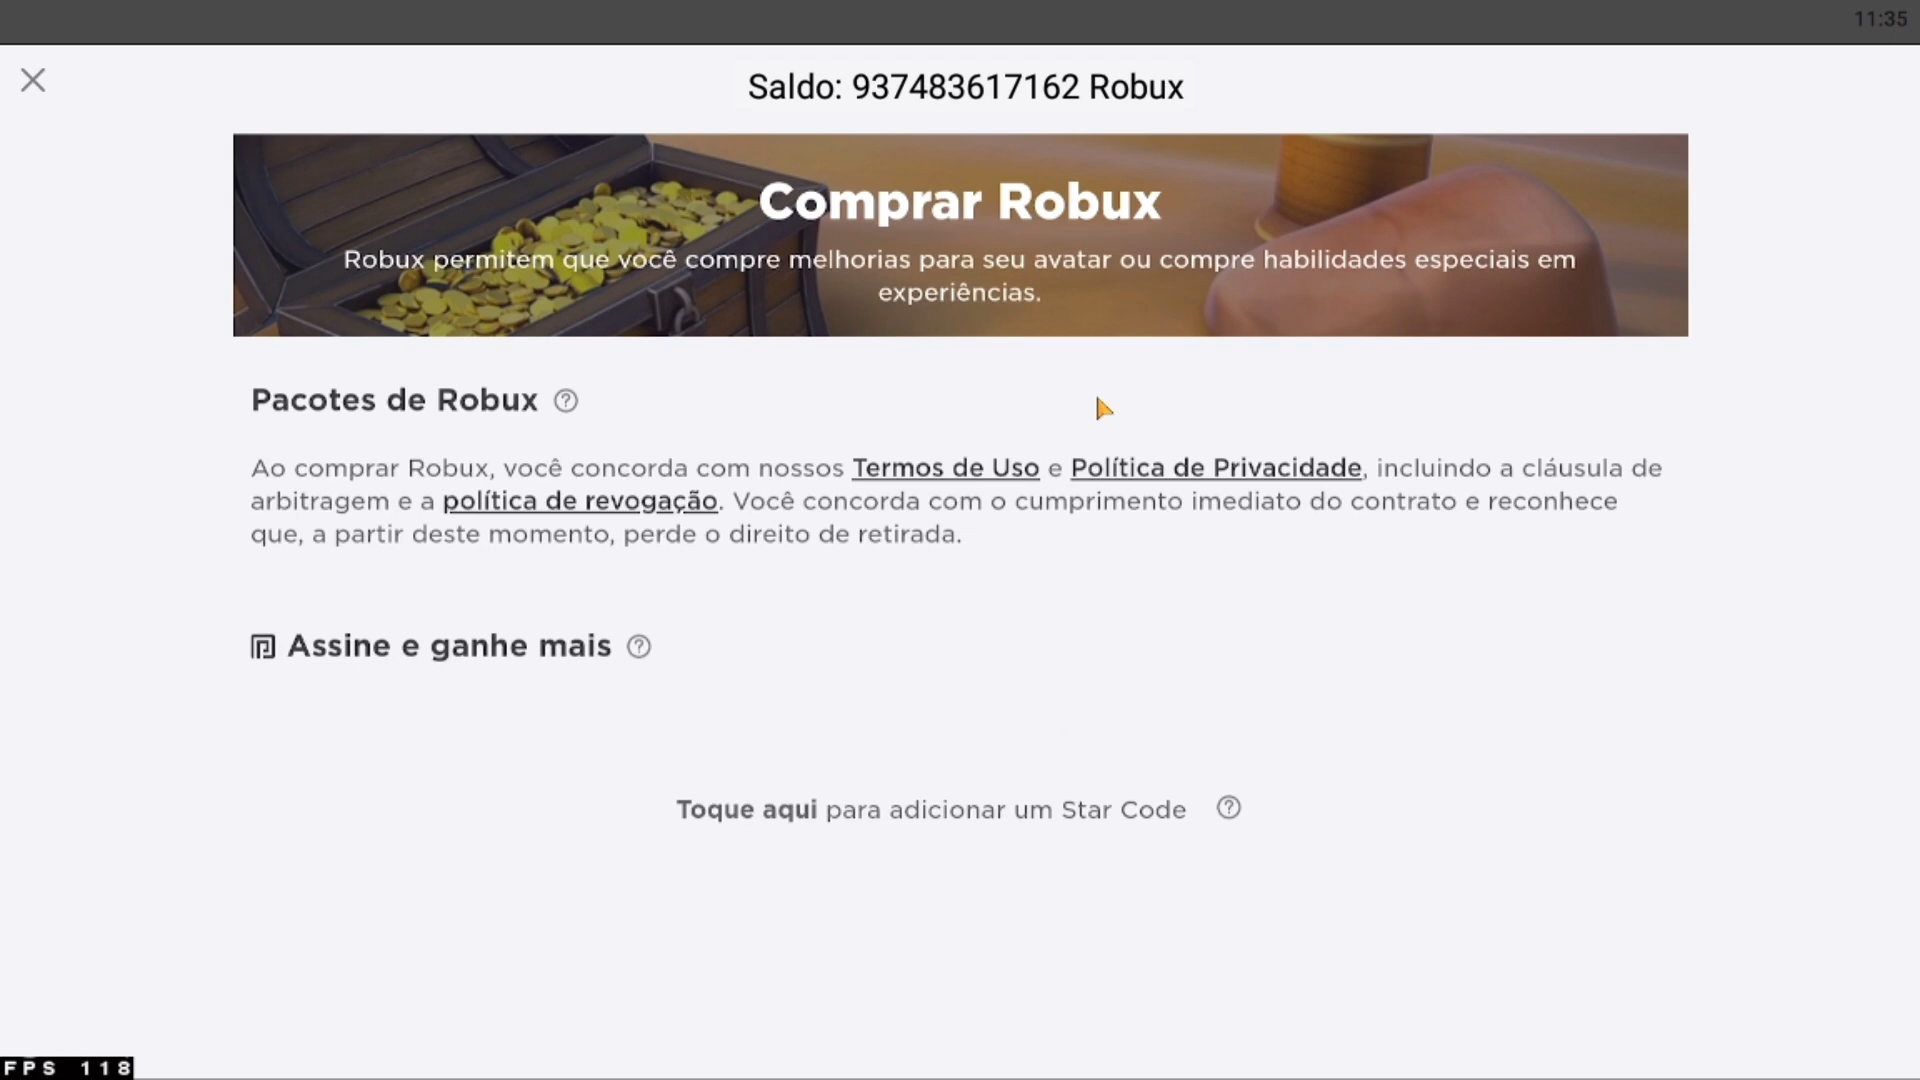 11:35
Saldo: 937483617162 Robux
Comprar Robux
Robux permitem que você compre melhorias para seu avatar ou compre habilidades especiais em
experiências.
Pacotes de Robux
Ao comprar Robux, você concorda com nossos Termos de Uso e Política de Privacidade, incluindo a cláusula de
arbitragem e a política de revogação. Você concorda com o cumprimento imediato do contrato e reconhece
que, a partir deste momento, perde o direito de retirada.
Assine e ganhe mais
Toque aqui para adicionar um Star Code
FPS 118